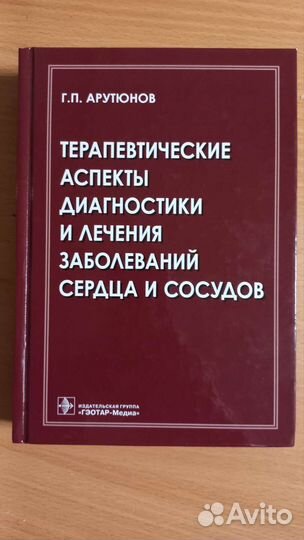 Г.П. АРУТЮНОВ
ТЕРАПЕВТИЧЕСКИЕ
АСПЕКТЫ
ДИАГНОСТИКИ
И ЛЕЧЕНИЯ
ЗАБОЛЕВАНИЙ
СЕРДЦА И СОСУДОВ
ИЗДАТЕЛЬСКАЯ ГРУППА
«ГЭОТАР-Медиа»
Avito